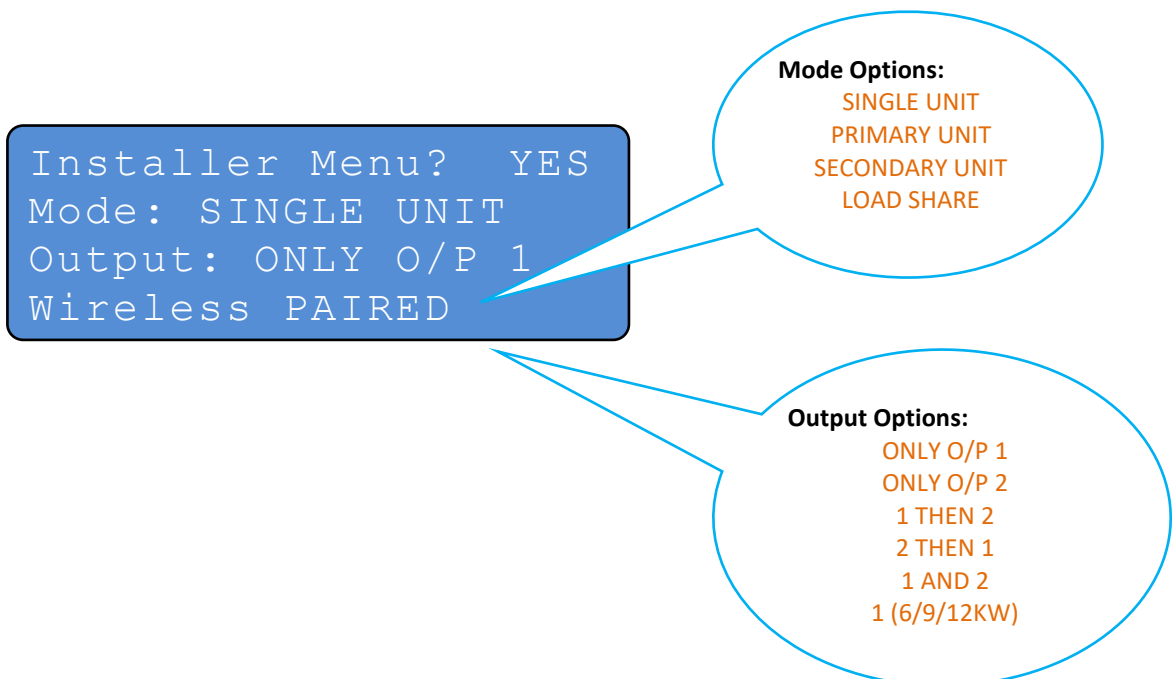 Installer Menu? YES
Mode: SINGLE UNIT
Output: ONLY O/P 1
Wireless PAIRED
Mode Options:
SINGLE UNIT
PRIMARY UNIT
SECONDARY UNIT
LOAD SHARE
Output Options:
ONLY O/P 1
ONLY O/P 2
1 THEN 2
2 THEN 1
1 AND 2
1 (6/9/12KW)